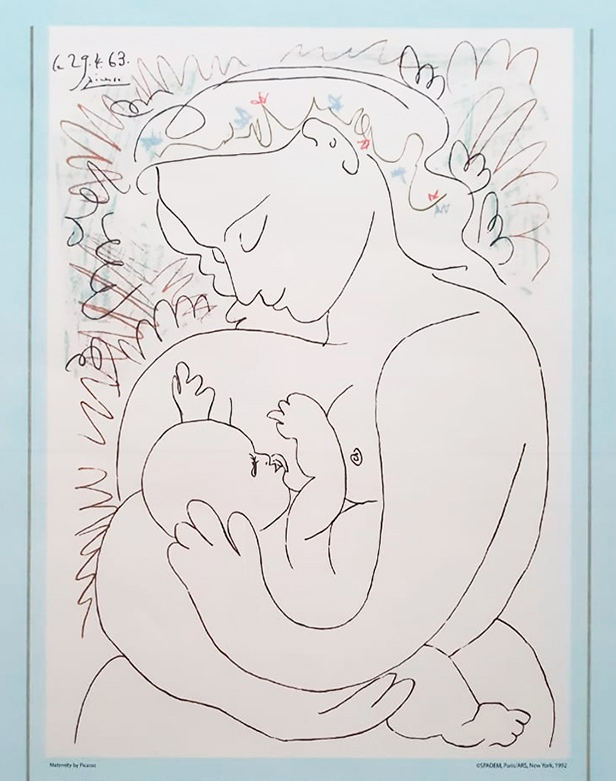 Le 29.4.63.
Picasso
Maternity by Picasso
©SPADEM, Paris/ARS, New York, 1992